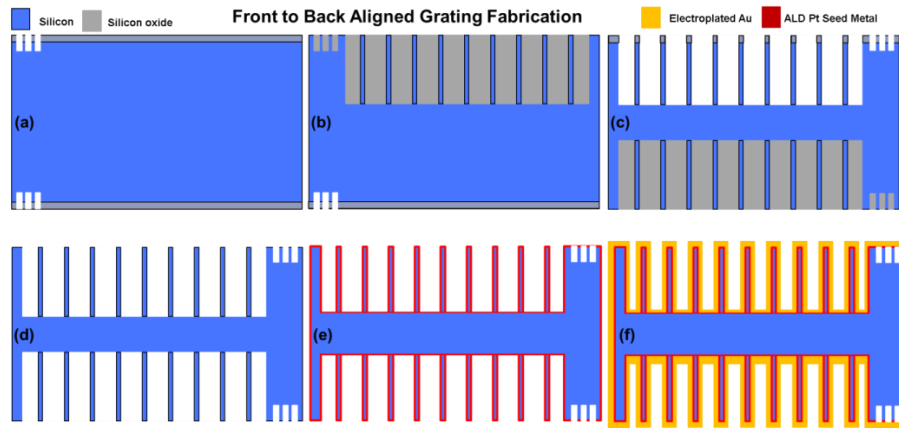 Silicon
Silicon oxide
Front to Back Aligned Grating Fabrication
Electroplated Au
ALD Pt Seed Metal
(a)
(b)
(c)
(d)
(e)
(f)